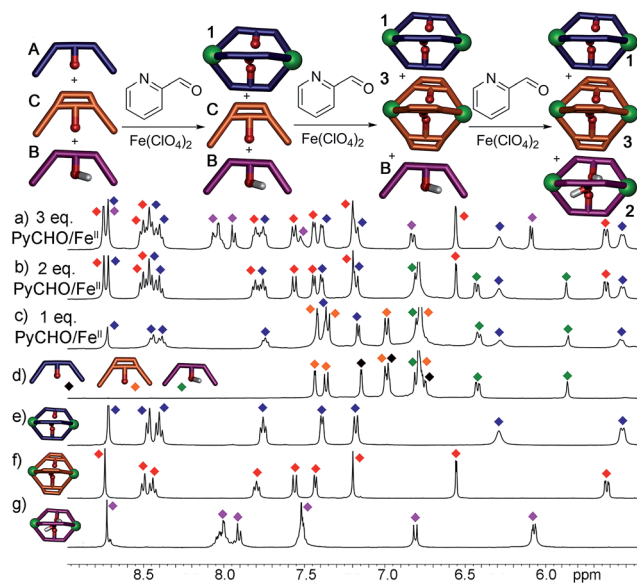 A
+
C
+
B
N
O
Fe(ClO4)2
1
+
C
+
B
N
O
Fe(ClO4)2
1
+
3
+
B
N
O
Fe(ClO4)2
1
+
3
+
2
a) 3 eq.
PyCHO/FeII
b) 2 eq.
PyCHO/FeII
c) 1 eq.
PyCHO/FeII
d)
e)
f)
g)
8.5 8.0 7.5 7.0 6.5 6.0 ppm